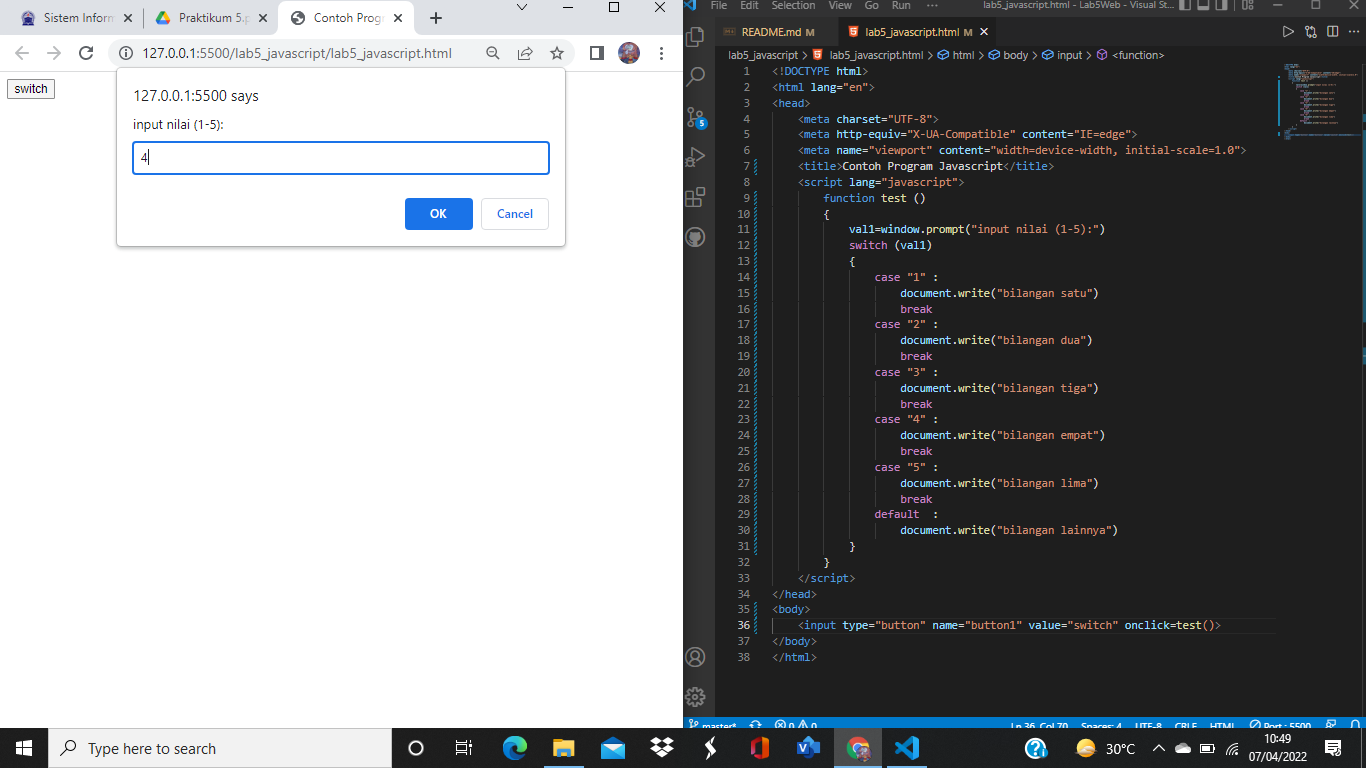 Sistem Inform
Praktikum 5.p
Contoh Prog
127.0.0.1:5500/lab5_javascript/lab5_javascript.html
switch
127.0.0.1:5500 says
input nilai (1-5):
4
OK
Cancel
File Edit Selection View Go Run ··· lab5_javascript.html - Lab5Web - Visual St...
README.md M
lab5_javascript.html M
lab5_javascript > lab5_javascript.html > html > body > input > <function>
5
1 <!DOCTYPE html>
2 <html lang="en">
3 <head>
4 <meta charset="UTF-8">
5 <meta http-equiv="X-UA-Compatible" content="IE=edge">
6 <meta name="viewport" content="width=device-width, initial-scale=1.0">
7 <title>Contoh Program Javascript</title>
8 <script lang="javascript">
9 function test ()
10 {
11 val1=window.prompt("input nilai (1-5):")
12 switch (val1)
13 {
14 case "1" :
15 document.write("bilangan satu")
16 break
17 case "2" :
18 document.write("bilangan dua")
19 break
20 case "3" :
21 document.write("bilangan tiga")
22 break
23 case "4" :
24 document.write("bilangan empat")
25 break
26 case "5" :
27 document.write("bilangan lima")
28 break
29 default  :
30 document.write("bilangan lainnya")
31 }
32 }
33 </script>
34 </head>
35 <body>
36 <input type="button" name="button1" value="switch" onclick=test()>
37 </body>
38 </html>
master* 0 0 Ln 36, Col 70 Spaces: 4 UTF-8 CRLF HTML Port : 5500
Type here to search
30°C
10:49
07/04/2022